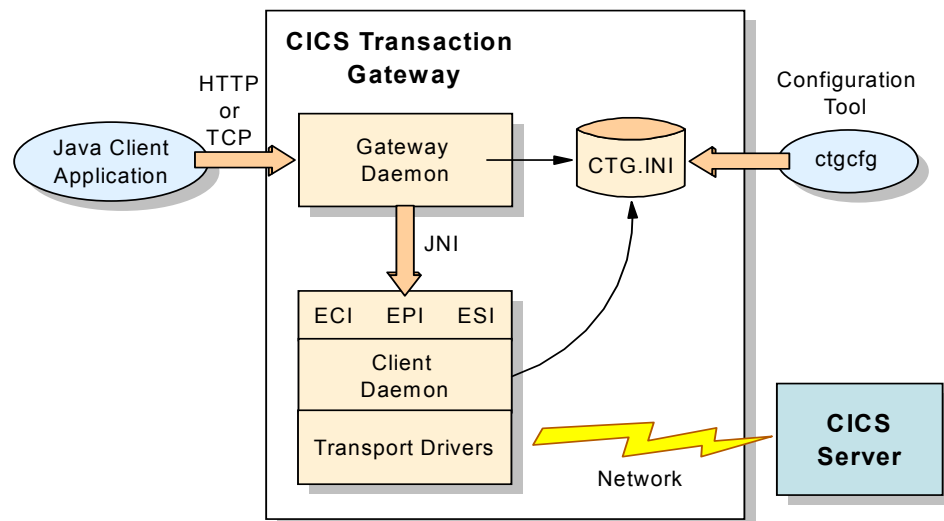 CICS Transaction
Gateway
HTTP
or
TCP
Configuration
Tool
Java Client
Application
Gateway
Daemon
CTG.INI
ctgcfg
JNI
ECI EPI ESI
Client
Daemon
Transport Drivers
Network
CICS
Server